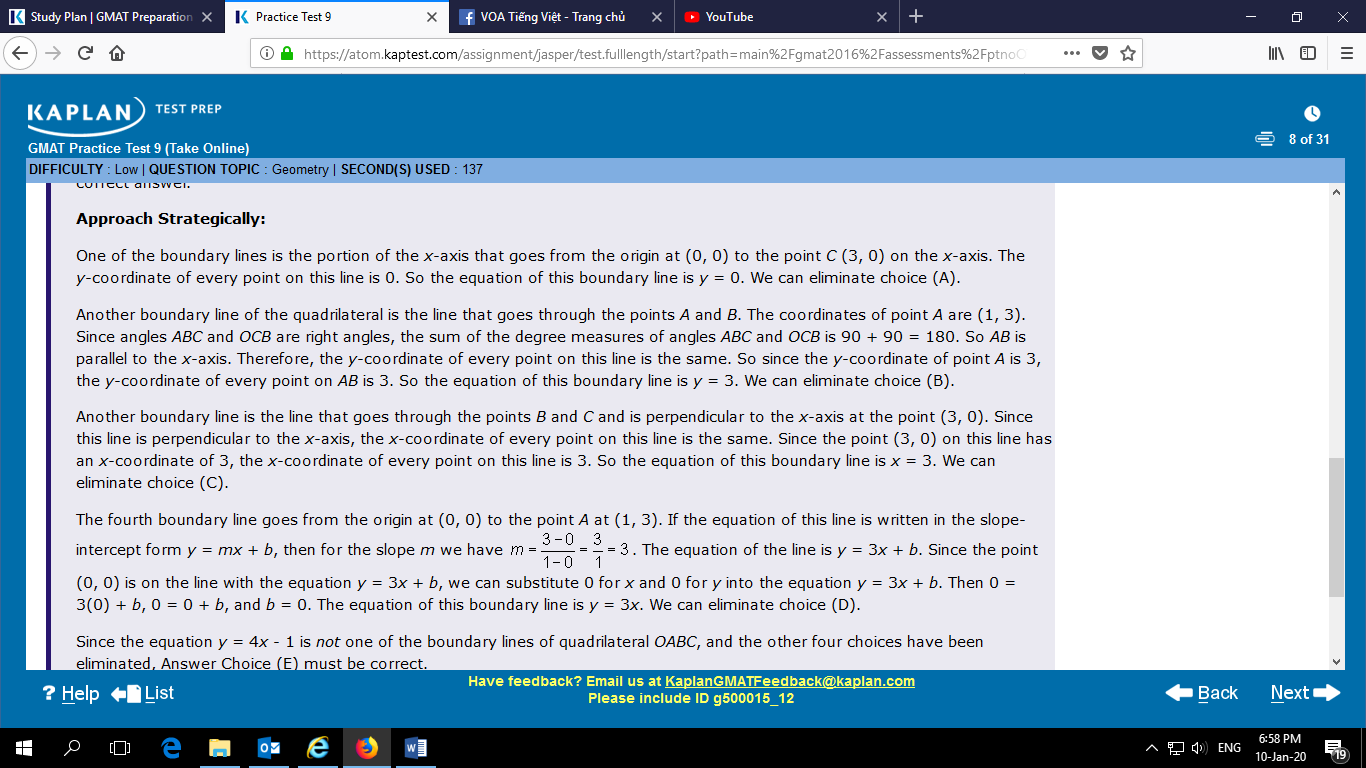 Study Plan | GMAT Preparation
Practice Test 9
VOA Tiếng Việt - Trang chủ
YouTube
https://atom.kaptest.com/assignment/jasper/test.fulllength/start?path=main%2Fgmat2016%2Fassessments%2FptnoC
KAPLAN TEST PREP
GMAT Practice Test 9 (Take Online)
8 of 31
DIFFICULTY : Low | QUESTION TOPIC : Geometry | SECOND(S) USED : 137
correct answer.
Approach Strategically:
One of the boundary lines is the portion of the x-axis that goes from the origin at (0, 0) to the point C (3, 0) on the x-axis. The
y-coordinate of every point on this line is 0. So the equation of this boundary line is y = 0. We can eliminate choice (A).
Another boundary line of the quadrilateral is the line that goes through the points A and B. The coordinates of point A are (1, 3).
Since angles ABC and OCB are right angles, the sum of the degree measures of angles ABC and OCB is 90 + 90 = 180. So AB is
parallel to the x-axis. Therefore, the y-coordinate of every point on this line is the same. So since the y-coordinate of point A is 3,
the y-coordinate of every point on AB is 3. So the equation of this boundary line is y = 3. We can eliminate choice (B).
Another boundary line is the line that goes through the points B and C and is perpendicular to the x-axis at the point (3, 0). Since
this line is perpendicular to the x-axis, the x-coordinate of every point on this line is the same. Since the point (3, 0) on this line has
an x-coordinate of 3, the x-coordinate of every point on this line is 3. So the equation of this boundary line is x = 3. We can
eliminate choice (C).
The fourth boundary line goes from the origin at (0, 0) to the point A at (1, 3). If the equation of this line is written in the slope-
intercept form y = mx + b, then for the slope m we have m = 3-0/1-0 = 3/1 = 3. The equation of the line is y = 3x + b. Since the point
(0, 0) is on the line with the equation y = 3x + b, we can substitute 0 for x and 0 for y into the equation y = 3x + b. Then 0 =
3(0) + b, 0 = 0 + b, and b = 0. The equation of this boundary line is y = 3x. We can eliminate choice (D).
Since the equation y = 4x - 1 is not one of the boundary lines of quadrilateral OABC, and the other four choices have been
eliminated, Answer Choice (E) must be correct.
? Help
List
Have feedback? Email us at KaplanGMATFeedback@kaplan.com
Please include ID g500015_12
Back
Next
ENG
6:58 PM
10-Jan-20
19